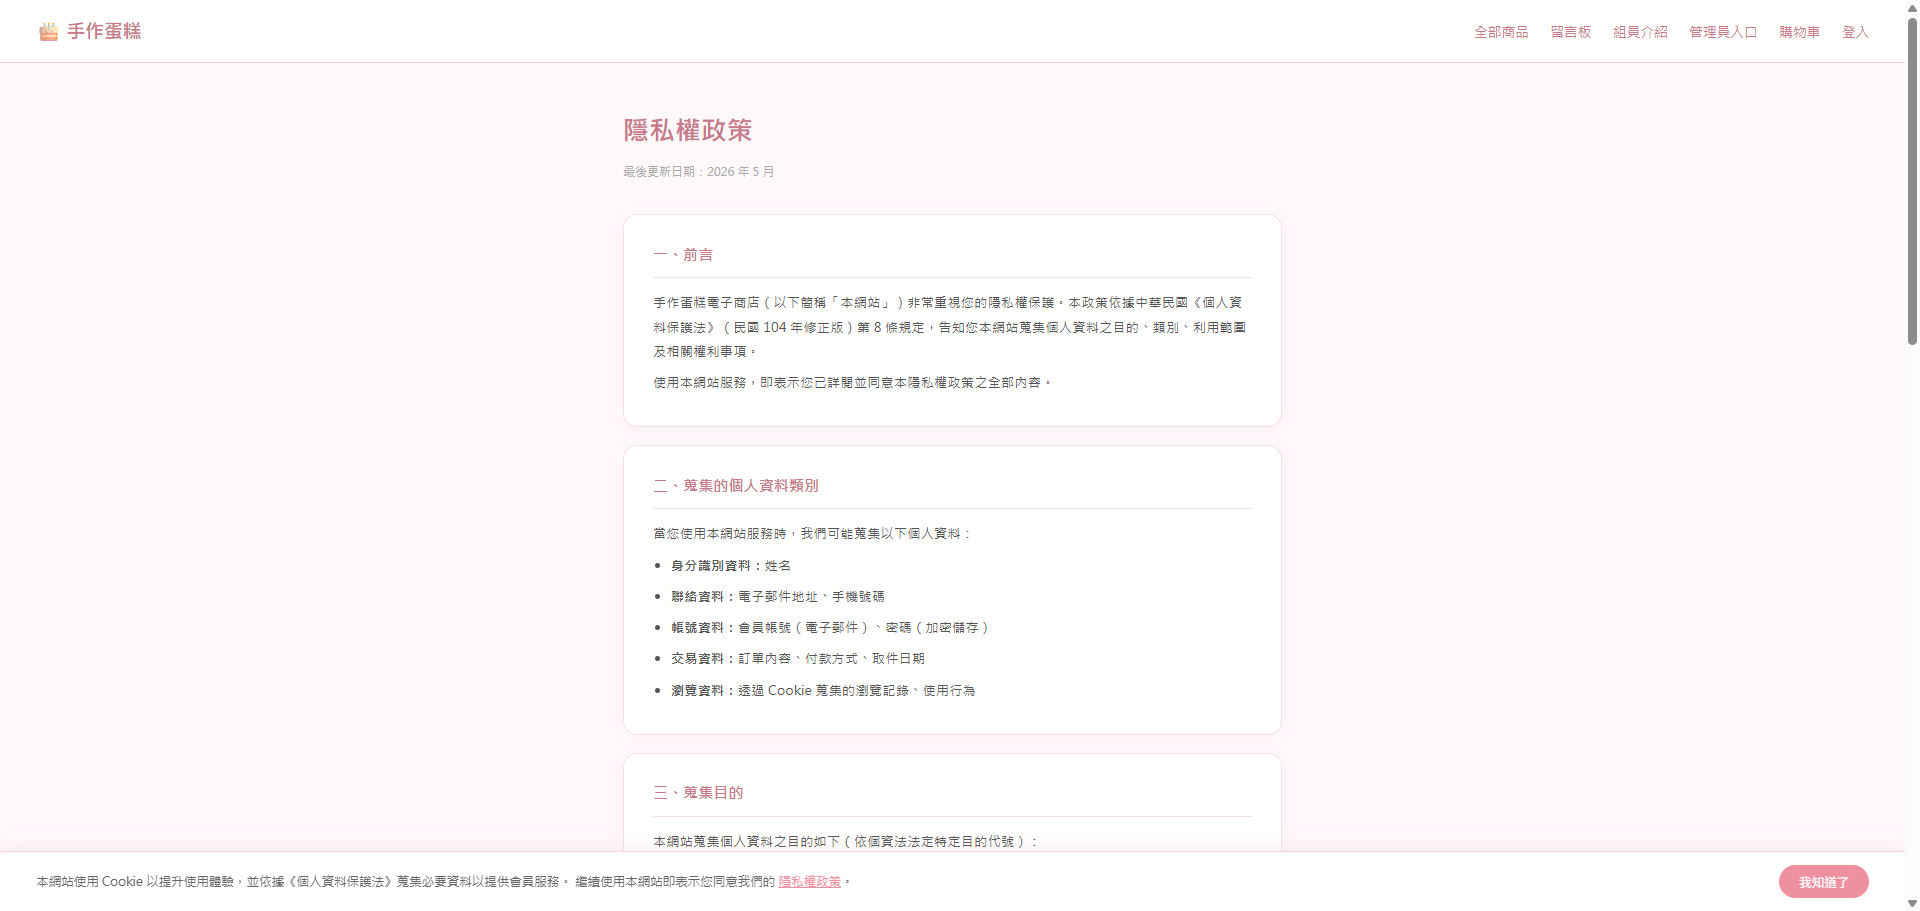 手作蛋糕
全部商品 留言板 組員介紹 管理員入口 購物車 登入
隱私權政策
最後更新日期：2026 年 5 月
一、前言
手作蛋糕電子商店（以下簡稱「本網站」）非常重視您的隱私權保護。本政策依據中華民國《個人資
料保護法》（民國 104 年修正版）第 8 條規定，告知您本網站蒐集個人資料之目的、類別、利用範圍
及相關權利事項。
使用本網站服務，即表示您已詳閱並同意本隱私權政策之全部內容。
二、蒐集的個人資料類別
當您使用本網站服務時，我們可能蒐集以下個人資料：
• 身分識別資料：姓名
• 聯絡資料：電子郵件地址、手機號碼
• 帳號資料：會員帳號（電子郵件）、密碼（加密儲存）
• 交易資料：訂單內容、付款方式、取件日期
• 瀏覽資料：透過 Cookie 蒐集的瀏覽記錄、使用行為
三、蒐集目的
本網站蒐集個人資料之目的如下（依個資法法定特定目的代號）：
本網站使用 Cookie 以提升使用體驗，並依據《個人資料保護法》蒐集必要資料以提供會員服務。 繼續使用本網站即表示您同意我們的 隱私權政策。
我知道了